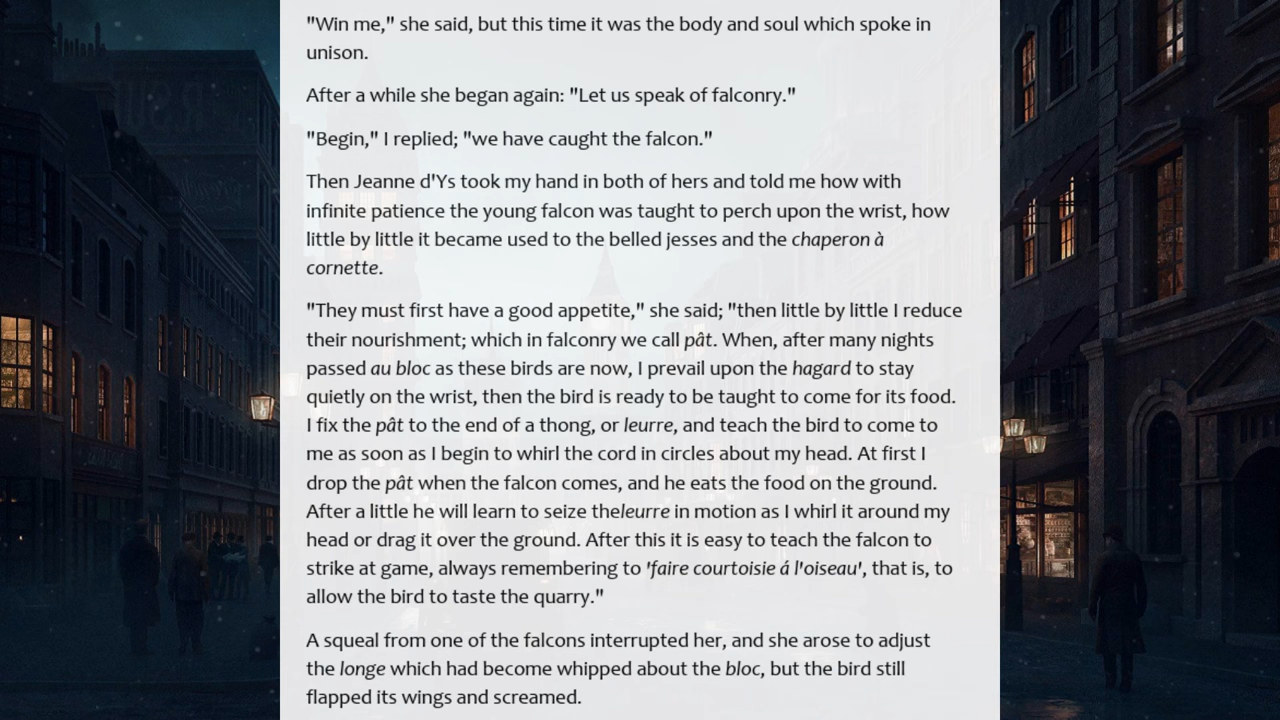 "Win me," she said, but this time it was the body and soul which spoke in
unison.
After a while she began again: "Let us speak of falconry."
"Begin," I replied; "we have caught the falcon."
Then Jeanne d'Ys took my hand in both of hers and told me how with
infinite patience the young falcon was taught to perch upon the wrist, how
little by little it became used to the belled jesses and the chaperon à
cornette.
"They must first have a good appetite," she said; "then little by little I reduce
their nourishment; which in falconry we call pât. When, after many nights
passed au bloc as these birds are now, I prevail upon the hagard to stay
quietly on the wrist, then the bird is ready to be taught to come for its food.
I fix the pât to the end of a thong, or leurre, and teach the bird to come to
me as soon as I begin to whirl the cord in circles about my head. At first I
drop the pât when the falcon comes, and he eats the food on the ground.
After a little he will learn to seize theleurre in motion as I whirl it around my
head or drag it over the ground. After this it is easy to teach the falcon to
strike at game, always remembering to 'faire courtoisie á l'oiseau', that is, to
allow the bird to taste the quarry."
A squeal from one of the falcons interrupted her, and she arose to adjust
the longe which had become whipped about the bloc, but the bird still
flapped its wings and screamed.